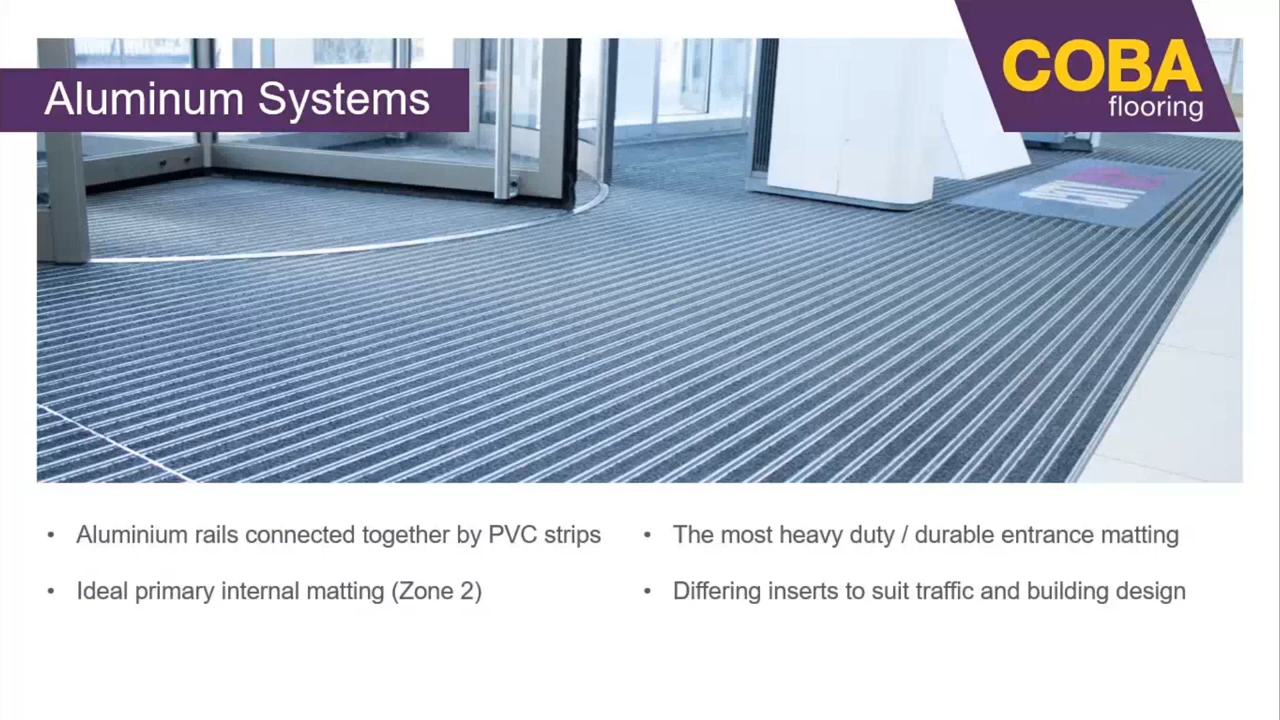 Aluminum Systems
COBA
flooring
• Aluminium rails connected together by PVC strips
• Ideal primary internal matting (Zone 2)
• The most heavy duty / durable entrance matting
• Differing inserts to suit traffic and building design